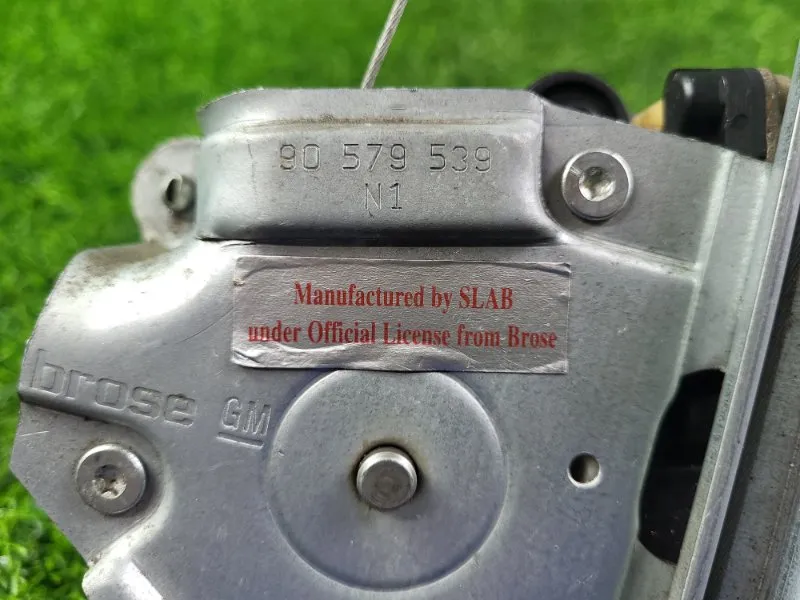 90 579 539
N1
Manufactured by SLAB
under Official License from Brose
brose GM